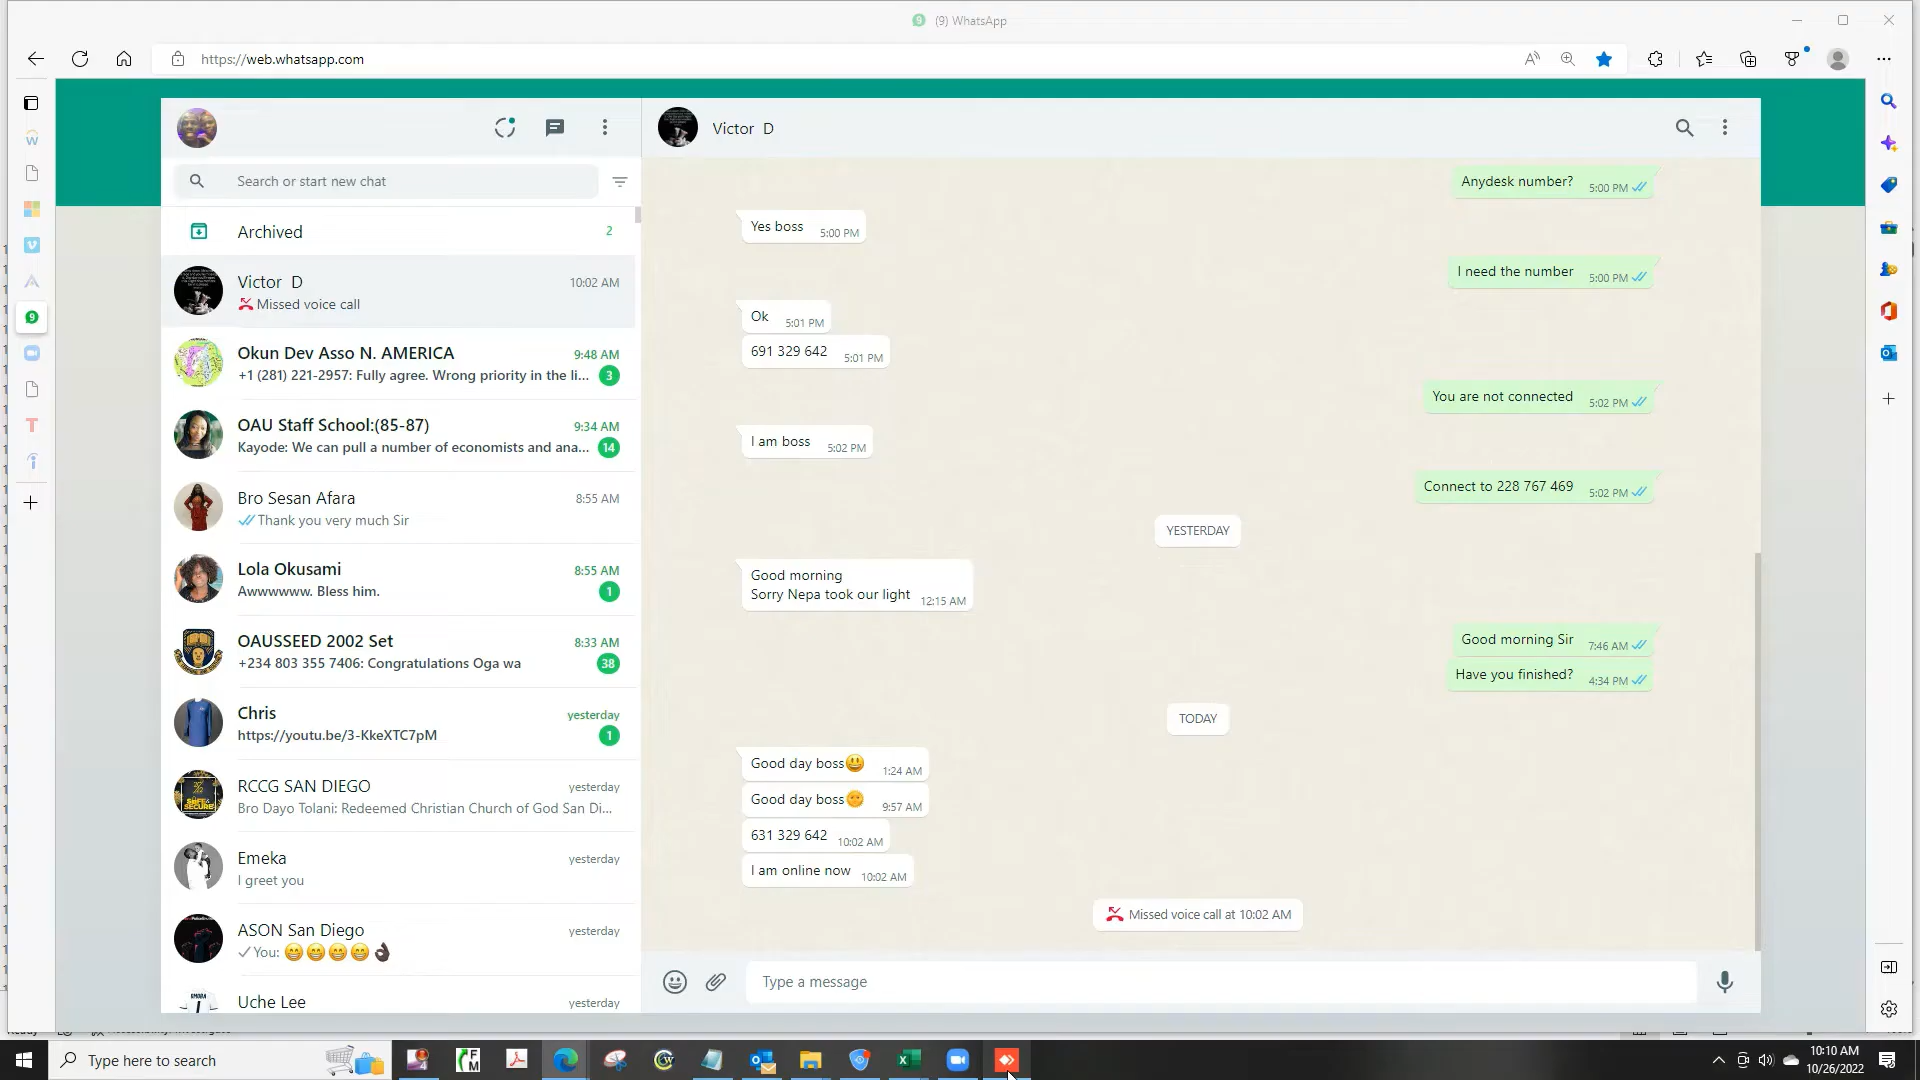 (9) WhatsApp
https://web.whatsapp.com
Search or start new chat
Archived
2
Victor D
10:02 AM
Missed voice call
Okun Dev Asso N. AMERICA
9:48 AM
+1 (281) 221-2957: Fully agree. Wrong priority in the li...
3
OAU Staff School:(85-87)
9:34 AM
Kayode: We can pull a number of economists and ana...
14
Bro Sesan Afara
8:55 AM
Thank you very much Sir
Lola Okusami
8:55 AM
Awwwwww. Bless him.
1
OAUSSEED 2002 Set
8:33 AM
+234 803 355 7406: Congratulations Oga wa
38
Chris
yesterday
https://youtu.be/3-KkeXTC7pM
1
RCCG SAN DIEGO
yesterday
Bro Dayo Tolani: Redeemed Christian Church of God San Di...
Emeka
yesterday
I greet you
ASON San Diego
yesterday
You: 😁😁😁😁👌🏿
Uche Lee
yesterday
Victor D
Anydesk number? 5:00 PM
Yes boss 5:00 PM
I need the number 5:00 PM
Ok 5:01 PM
691 329 642 5:01 PM
You are not connected 5:02 PM
I am boss 5:02 PM
Connect to 228 767 469 5:02 PM
YESTERDAY
Good morning
Sorry Nepa took our light 12:15 AM
Good morning Sir 7:46 AM
Have you finished? 4:34 PM
TODAY
Good day boss😃 1:24 AM
Good day boss🌞 9:57 AM
631 329 642 10:02 AM
I am online now 10:02 AM
Missed voice call at 10:02 AM
Type a message
Type here to search
10:10 AM
10/26/2022